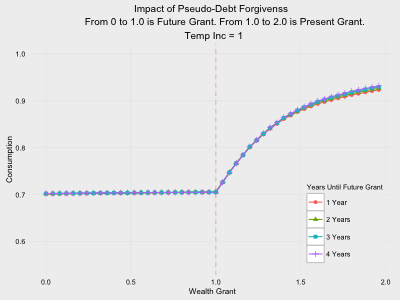 Impact of Pseudo-Debt Forgivenss
From 0 to 1.0 is Future Grant. From 1.0 to 2.0 is Present Grant.
Temp Inc = 1
1.0
0.9
0.8
0.7
0.6
Consumption
Years Until Future Grant
1 Year
2 Years
3 Years
4 Years
0.0 0.5 1.0 1.5 2.0
Wealth Grant